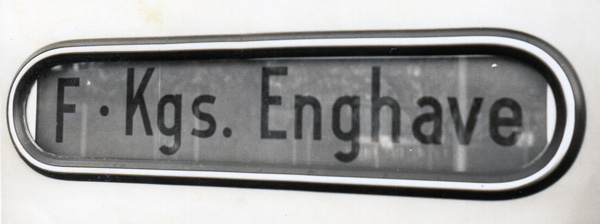 F · Kgs. Enghave